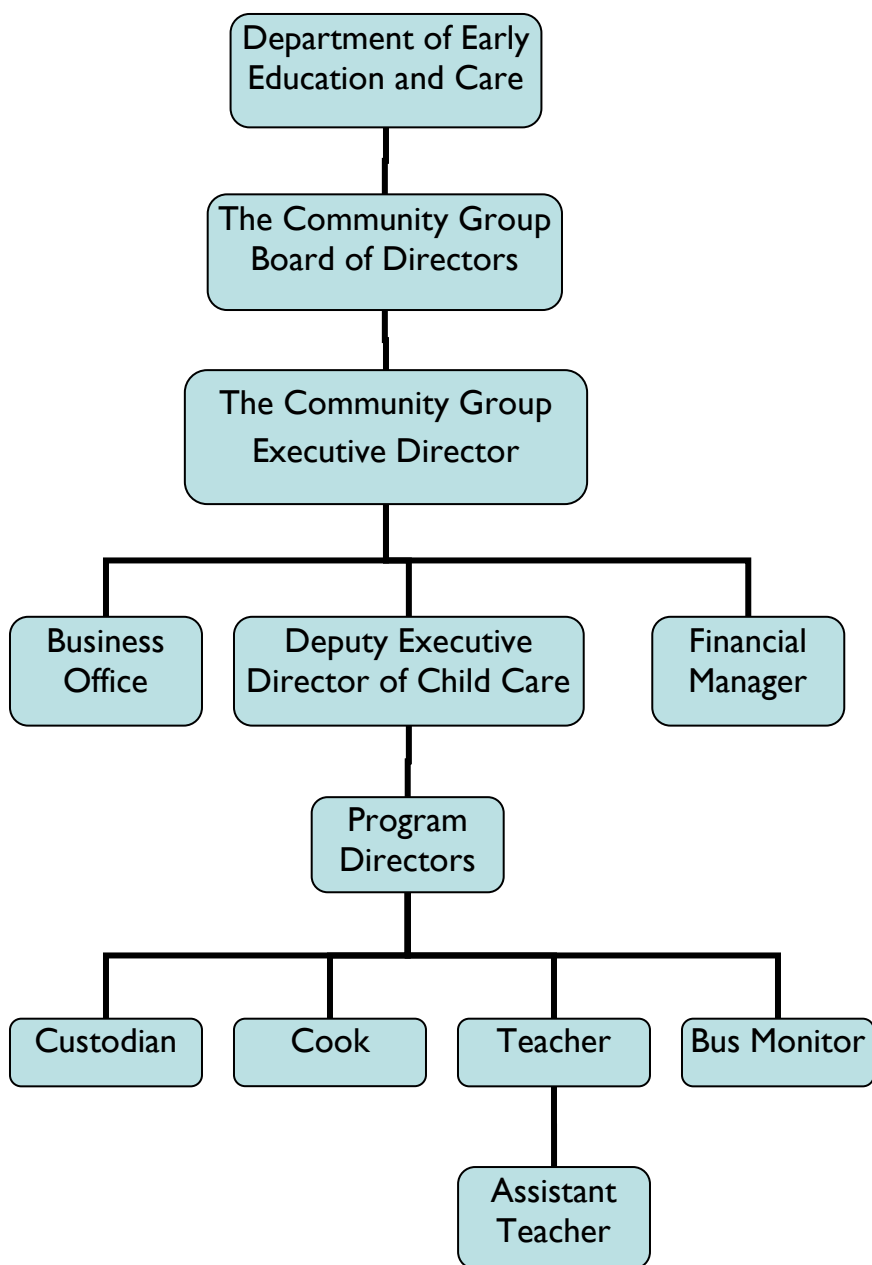 Department of Early
Education and Care
The Community Group
Board of Directors
The Community Group
Executive Director
Business
Office
Deputy Executive
Director of Child Care
Financial
Manager
Program
Directors
Custodian
Cook
Teacher
Bus Monitor
Assistant
Teacher